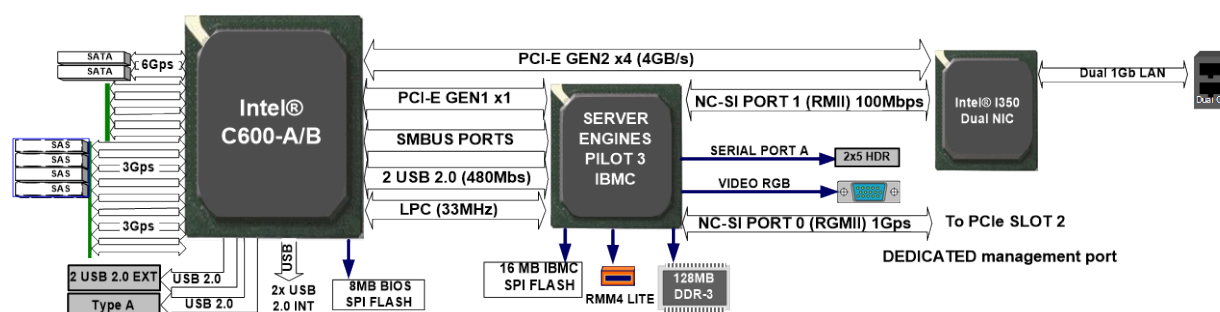 SATA
SATA
6Gps
SAS
SAS
SAS
SAS
3Gps
3Gps
Intel®
C600-A/B
PCI-E GEN2 x4 (4GB/s)
PCI-E GEN1 x1
SMBUS PORTS
2 USB 2.0 (480Mbs)
LPC (33MHz)
SERVER
ENGINES
PILOT 3
IBMC
NC-SI PORT 1 (RMII) 100Mbps
SERIAL PORT A
2x5 HDR
VIDEO RGB
NC-SI PORT 0 (RGMII) 1Gps
To PCIe SLOT 2
DEDICATED management port
Intel® I350
Dual NIC
Dual 1Gb LAN
Dual
2 USB 2.0 EXT
USB 2.0
Type A
USB 2.0
USB
2x USB
2.0 INT
8MB BIOS
SPI FLASH
16 MB IBMC
SPI FLASH
RMM4 LITE
128MB
DDR-3